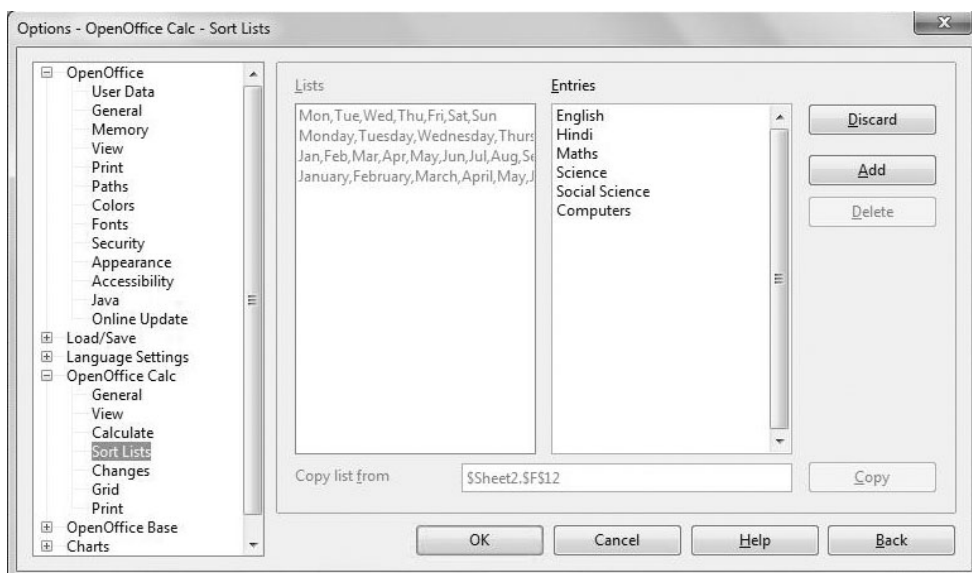 Options - OpenOffice Calc - Sort Lists
x
OpenOffice
User Data
General
Memory
View
Print
Paths
Colors
Fonts
Security
Appearance
Accessibility
Java
Online Update
Load/Save
Language Settings
OpenOffice Calc
General
View
Calculate
Sort Lists
Changes
Grid
Print
OpenOffice Base
Charts
Lists
Mon,Tue,Wed,Thu,Fri,Sat,Sun
Monday,Tuesday,Wednesday,Thurs
Jan,Feb,Mar,Apr,May,Jun,Jul,Aug,Se
January,February,March,April,May,J
Entries
English
Hindi
Maths
Science
Social Science
Computers
Discard
Add
Delete
Copy list from
$Sheet2.$F$12
Copy
OK
Cancel
Help
Back